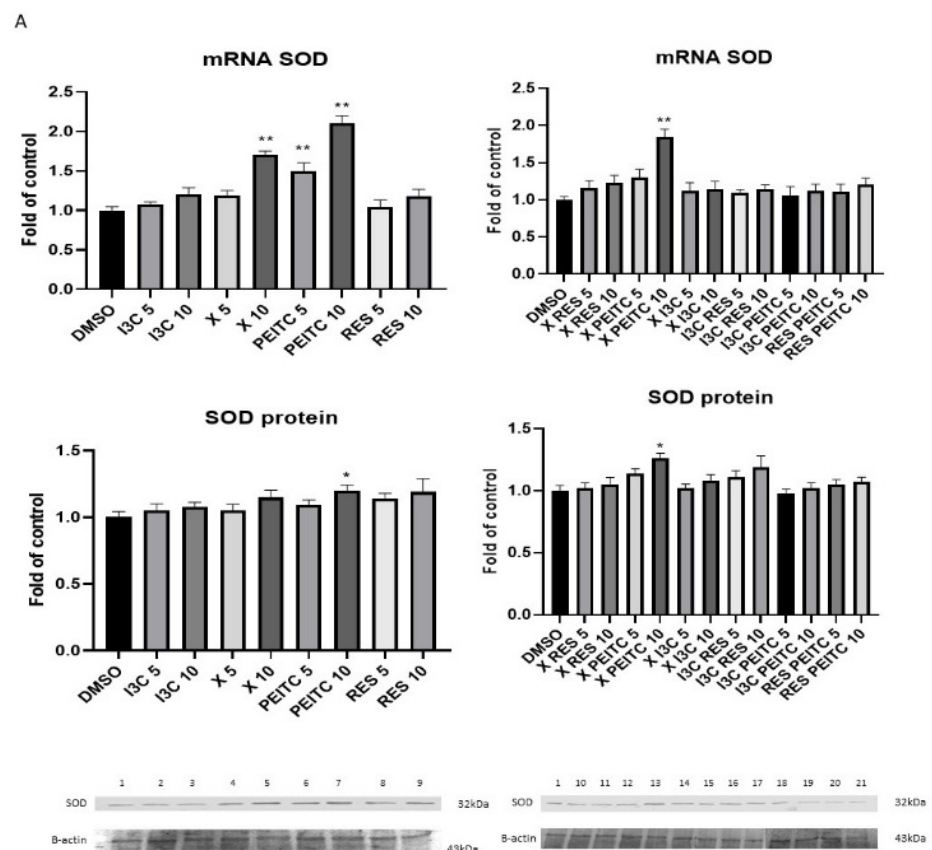 A
mRNA SOD
Fold of control
2.5
2.0
1.5
1.0
0.5
0.0
**
**
**
DMSO
I3C 5
I3C 10
X 5
X 10
PEITC 5
PEITC 10
RES 5
RES 10
mRNA SOD
Fold of control
2.5
2.0
1.5
1.0
0.5
0.0
**
DMSO
X RES 5
X RES 10
X PEITC 5
X PEITC 10
X I3C 5
X I3C 10
I3C RES 5
I3C RES 10
I3C PEITC 5
I3C PEITC 10
RES PEITC 5
RES PEITC 10
SOD protein
Fold of control
1.5
1.0
0.5
0.0
*
DMSO
I3C 5
I3C 10
X 5
X 10
PEITC 5
PEITC 10
RES 5
RES 10
SOD protein
Fold of control
1.5
1.0
0.5
0.0
*
DMSO
X RES 5
X RES 10
X PEITC 5
X PEITC 10
X I3C 5
X I3C 10
I3C RES 5
I3C RES 10
I3C PEITC 5
I3C PEITC 10
RES PEITC 5
RES PEITC 10
1 2 3 4 5 6 7 8 9
SOD 32kDa
B-actin 43kDa
1 10 11 12 13 14 15 16 17 18 19 20 21
SOD 32kDa
B-actin 43kDa